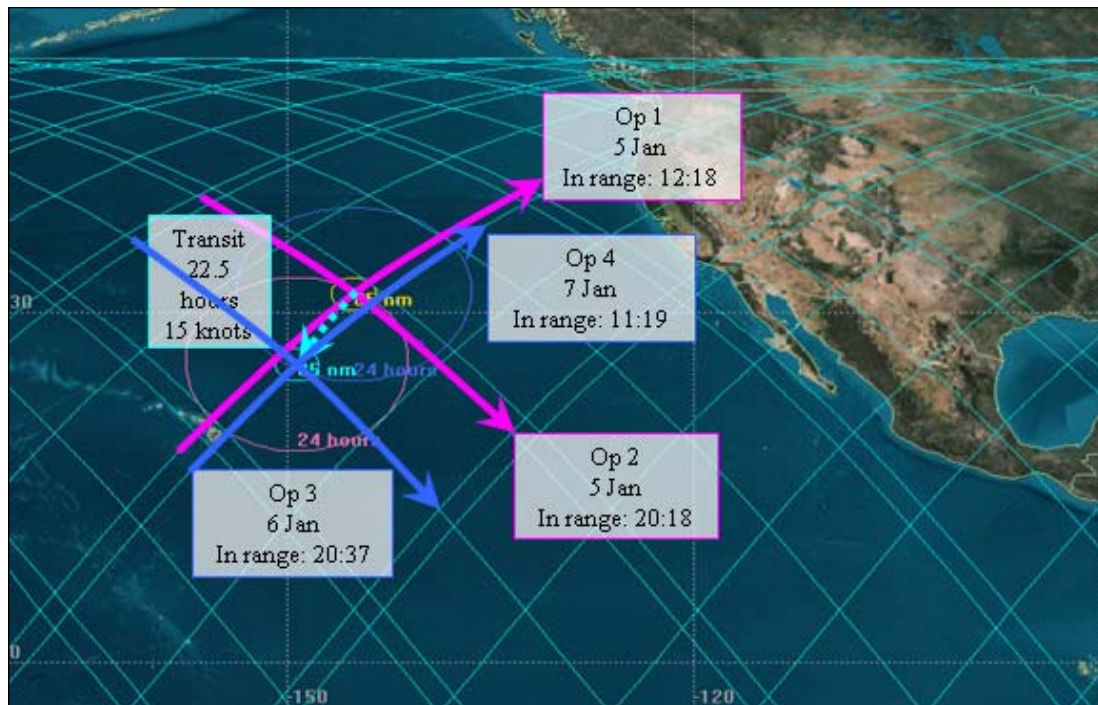 Op 1
5 Jan
In range: 12:18
Transit
22.5
hours
15 knots
Op 4
7 Jan
In range: 11:19
30
nm
nm 24 hours
24 hours
Op 2
5 Jan
In range: 20:18
Op 3
6 Jan
In range: 20:37
0
-150
-120